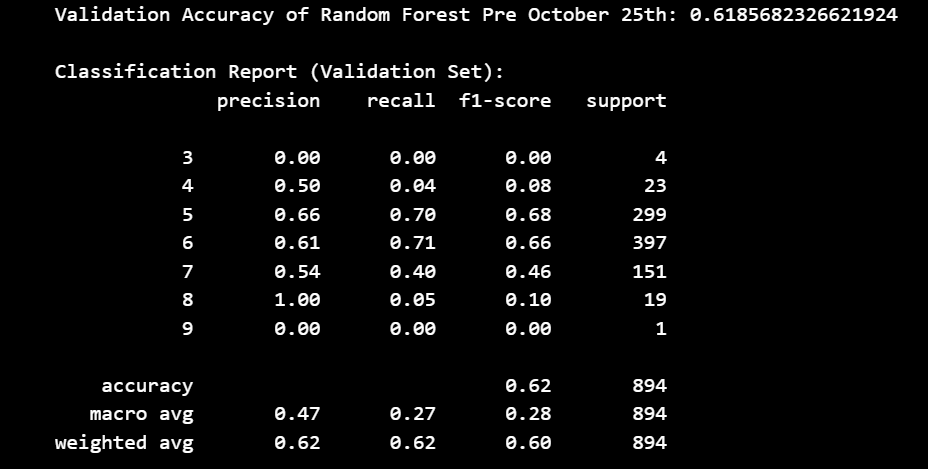 Validation Accuracy of Random Forest Pre October 25th: 0.6185682326621924
Classification Report (Validation Set):
precision recall f1-score support
3 0.00 0.00 0.00 4
4 0.50 0.04 0.08 23
5 0.66 0.70 0.68 299
6 0.61 0.71 0.66 397
7 0.54 0.40 0.46 151
8 1.00 0.05 0.10 19
9 0.00 0.00 0.00 1
accuracy 0.62 894
macro avg 0.47 0.27 0.28 894
weighted avg 0.62 0.62 0.60 894